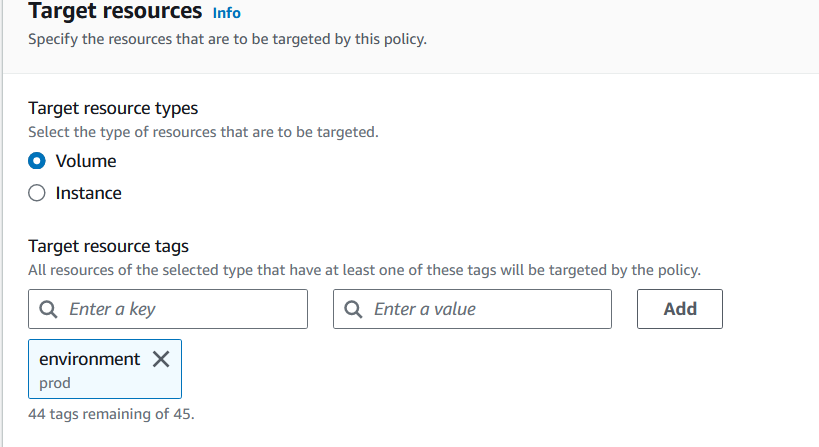 Target resources Info
Specify the resources that are to be targeted by this policy.
Target resource types
Select the type of resources that are to be targeted.
Volume
Instance
Target resource tags
All resources of the selected type that have at least one of these tags will be targeted by the policy.
Enter a key Enter a value Add
environment
prod
44 tags remaining of 45.